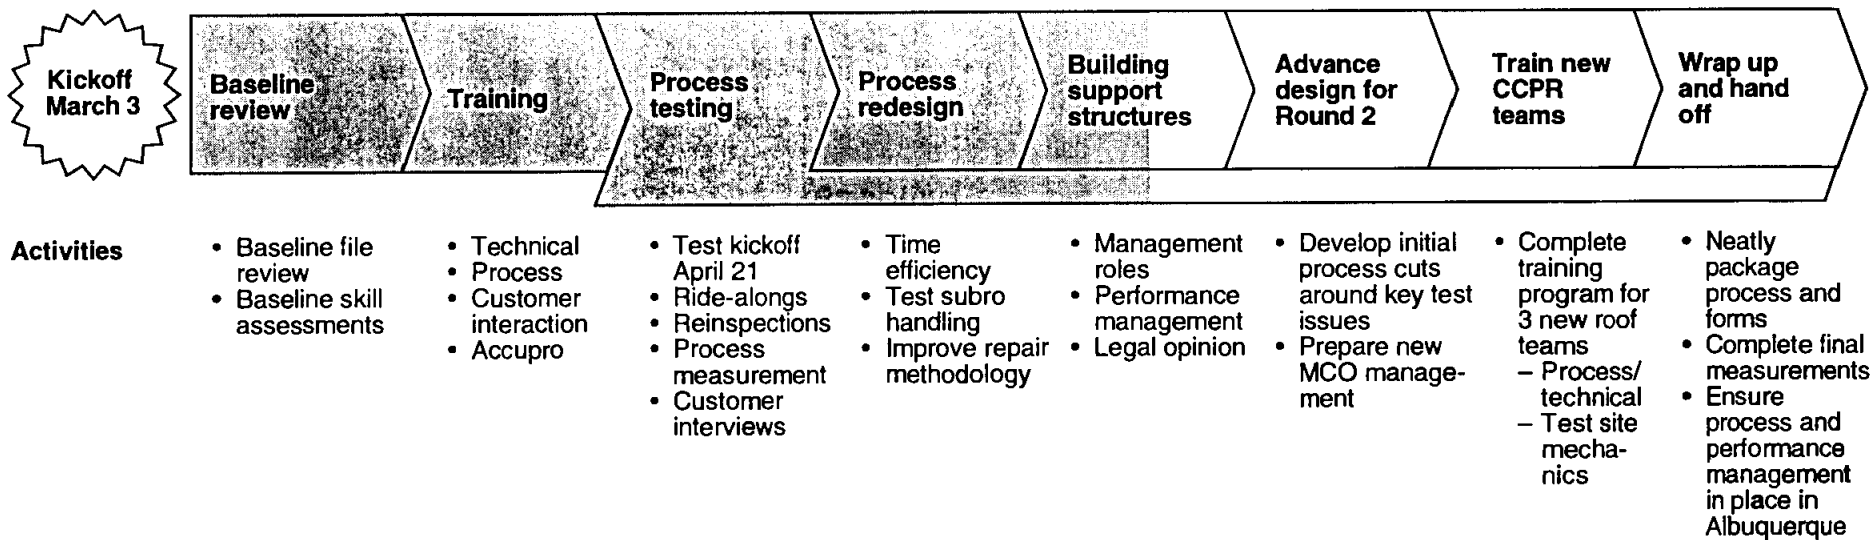 Kickoff
March 3
Baseline
review
Training
Process
testing
Process
redesign
Building
support
structures
Advance
design for
Round 2
Train new
CCPR
teams
Wrap up
and hand
off
Activities
• Baseline file
review
• Baseline skill
assessments
• Technical
• Process
• Customer
interaction
• Accupro
• Test kickoff
April 21
• Ride-alongs
• Reinspections
• Process
measurement
• Customer
interviews
• Time
efficiency
• Test subro
handling
• Improve repair
methodology
• Management
roles
• Performance
management
• Legal opinion
• Develop initial
process cuts
around key test
issues
• Prepare new
MCO manage-
ment
• Complete
training
program for
3 new roof
teams
– Process/
technical
– Test site
mecha-
nics
• Neatly
package
process and
forms
• Complete final
measurements
• Ensure
process and
performance
management
in place in
Albuquerque